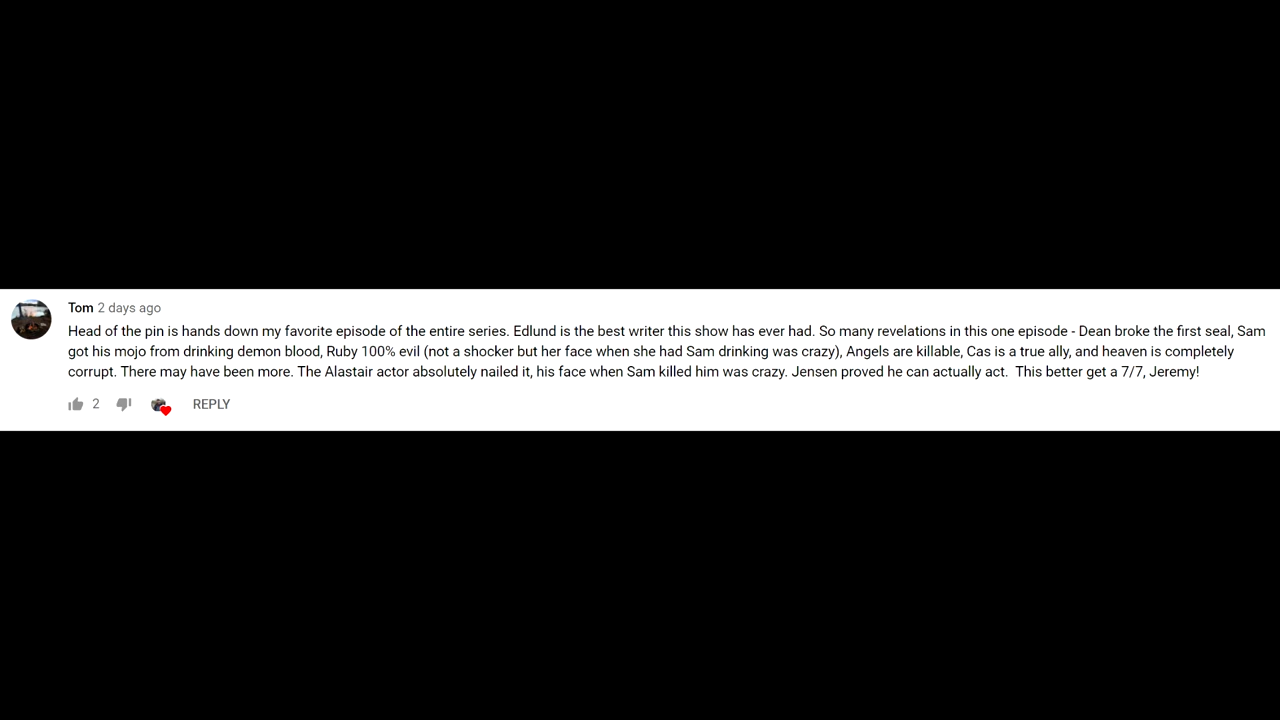 Tom 2 days ago
Head of the pin is hands down my favorite episode of the entire series. Edlund is the best writer this show has ever had. So many revelations in this one episode - Dean broke the first seal, Sam
got his mojo from drinking demon blood, Ruby 100% evil (not a shocker but her face when she had Sam drinking was crazy), Angels are killable, Cas is a true ally, and heaven is completely
corrupt. There may have been more. The Alastair actor absolutely nailed it, his face when Sam killed him was crazy. Jensen proved he can actually act.  This better get a 7/7, Jeremy!
2 REPLY